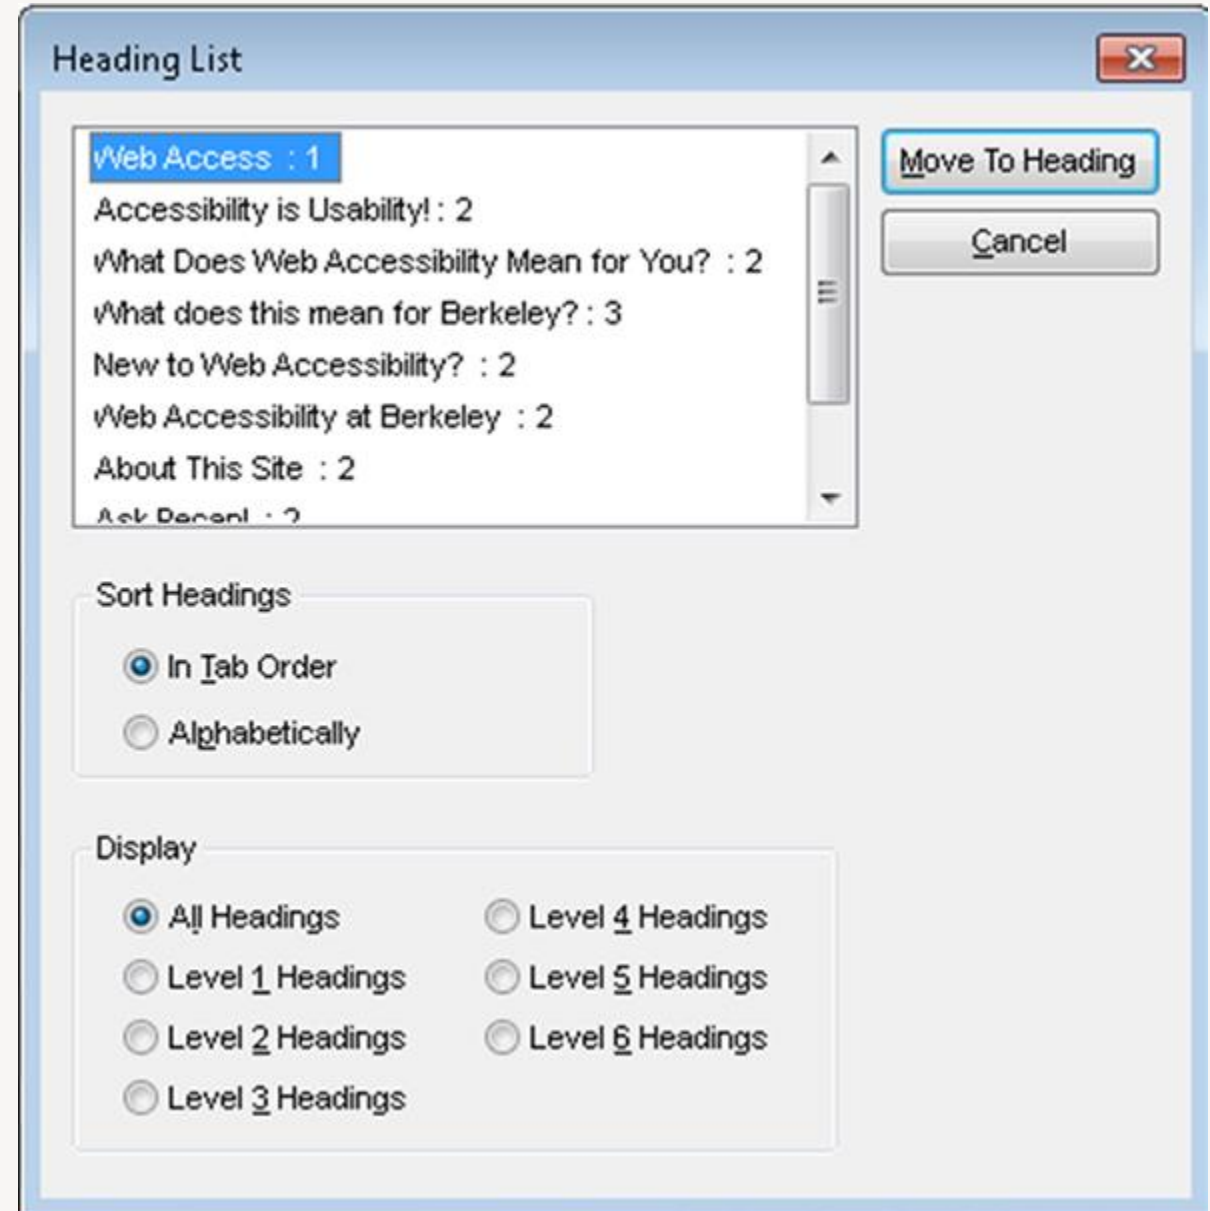 Heading List
Web Access : 1
Move To Heading
Accessibility is Usability! : 2
Cancel
What Does Web Accessibility Mean for You? : 2
What does this mean for Berkeley? : 3
New to Web Accessibility? : 2
Web Accessibility at Berkeley : 2
About This Site : 2
Ask : 2
Sort Headings
In Tab Order
Alphabetically
Display
All Headings
Level 4 Headings
Level 1 Headings
Level 5 Headings
Level 2 Headings
Level 6 Headings
Level 3 Headings